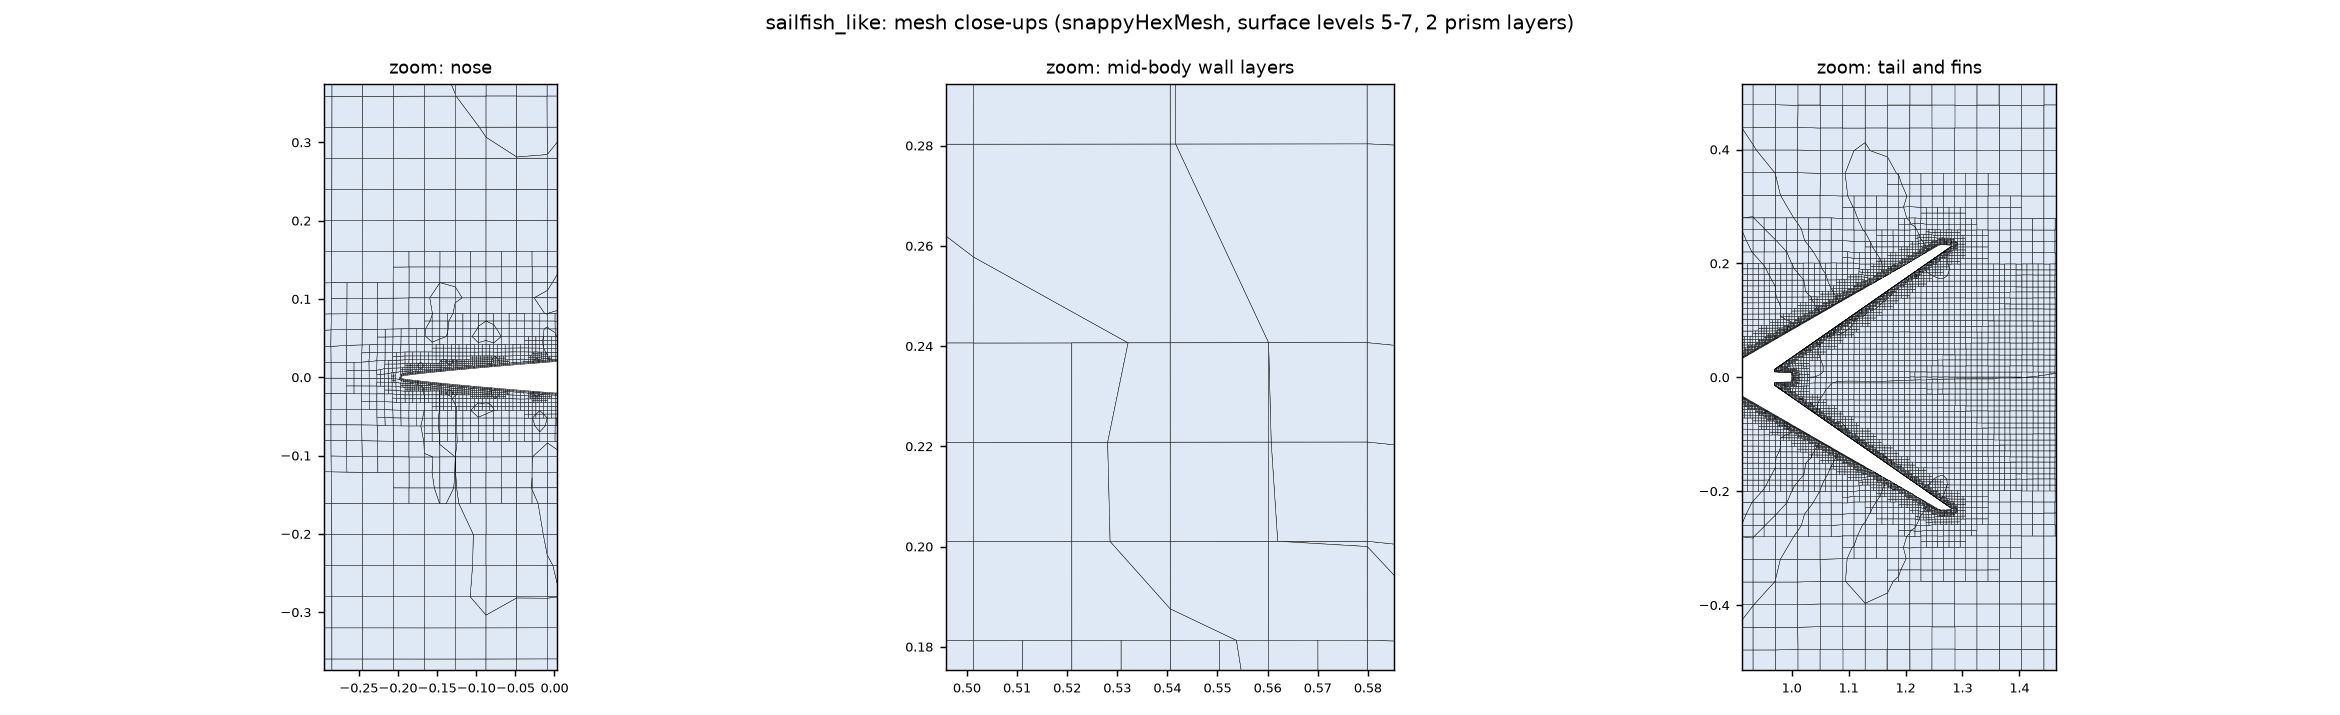 sailfish_like: mesh close-ups (snappyHexMesh, surface levels 5-7, 2 prism layers)
zoom: nose
0.3
0.2
0.1
0.0
−0.1
−0.2
−0.3
−0.25 −0.20 −0.15 −0.10 −0.05 0.00
zoom: mid-body wall layers
0.28
0.26
0.24
0.22
0.20
0.18
0.50 0.51 0.52 0.53 0.54 0.55 0.56 0.57 0.58
zoom: tail and fins
0.4
0.2
0.0
−0.2
−0.4
1.0 1.1 1.2 1.3 1.4